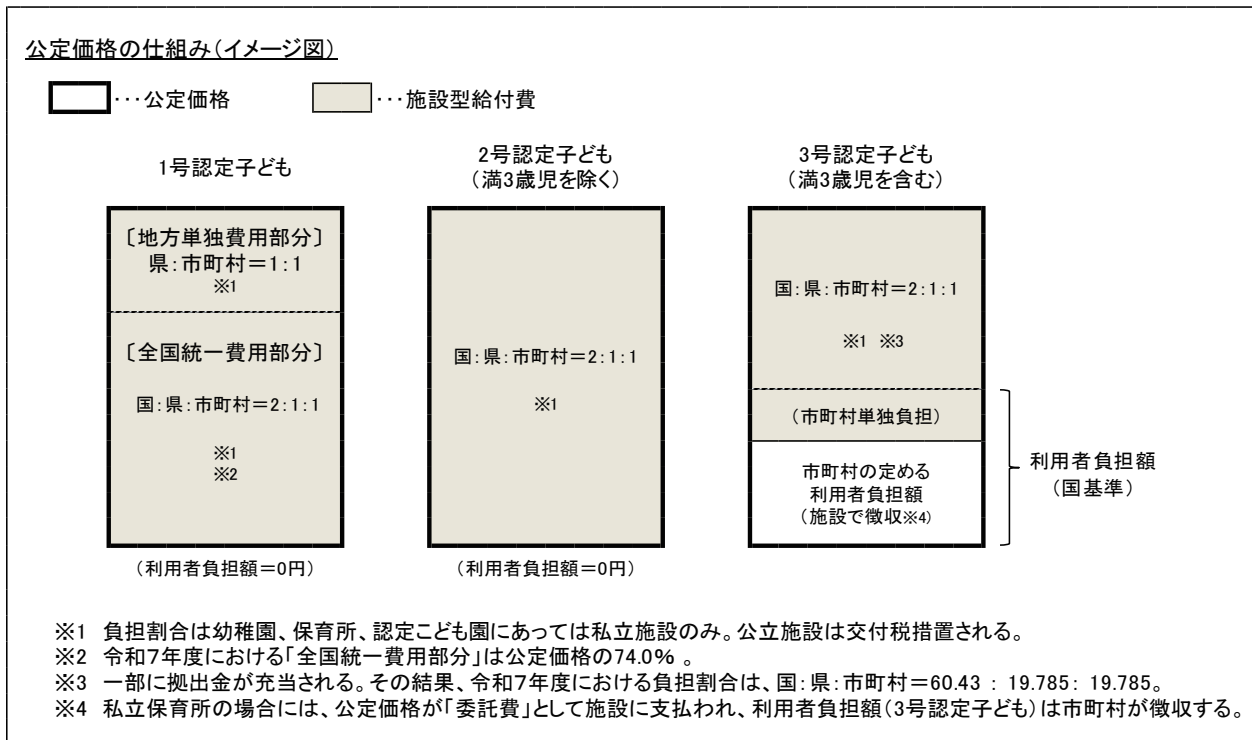 公定価格の仕組み(イメージ図)
･･･公定価格
･･･施設型給付費
1号認定子ども
〔地方単独費用部分〕
県:市町村=1:1
※1
〔全国統一費用部分〕
国:県:市町村=2:1:1
※1
※2
(利用者負担額=0円)
2号認定子ども
(満3歳児を除く)
国:県:市町村=2:1:1
※1
(利用者負担額=0円)
3号認定子ども
(満3歳児を含む)
国:県:市町村=2:1:1
※1 ※3
(市町村単独負担)
市町村の定める
利用者負担額
(施設で徴収※4)
利用者負担額
(国基準)
※1 負担割合は幼稚園、保育所、認定こども園にあっては私立施設のみ。公立施設は交付税措置される。
※2 令和7年度における「全国統一費用部分」は公定価格の74.0% 。
※3 一部に拠出金が充当される。その結果、令和7年度における負担割合は、国:県:市町村=60.43 : 19.785: 19.785。
※4 私立保育所の場合には、公定価格が「委託費」として施設に支払われ、利用者負担額(3号認定子ども)は市町村が徴収する。